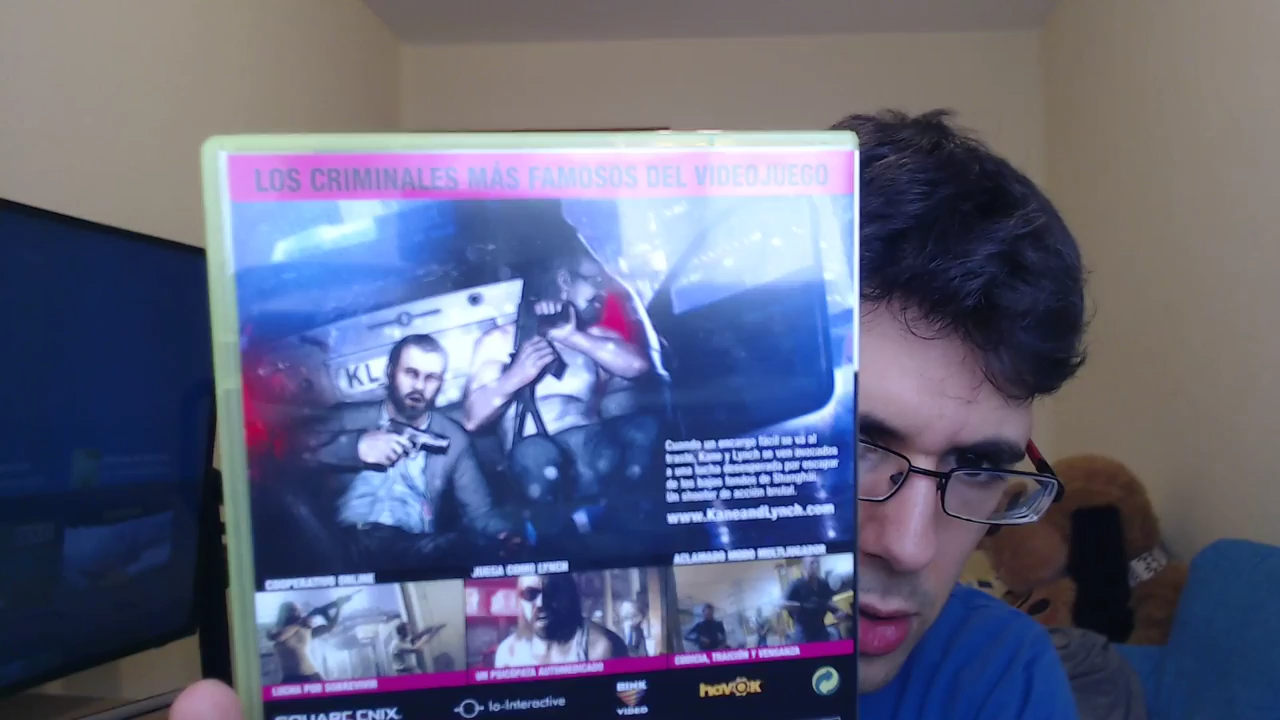 LOS CRIMINALES MÁS FAMOSOS DEL VIDEOJUEGO
KL
Cuando un encargo fácil se va al
traste, Kane y Lynch se ven avocados
a una lucha desesperada por escapar
de los bajos fondos de Shanghái.
Un shooter de acción brutal.
www.KaneandLynch.com
COOPERATIVO ONLINE
JUEGA COMO LYNCH
ACLAMADO MODO MULTIJUGADOR
LUCHA POR SOBREVIVIR
UN PSICÓPATA AUTOMEDICADO
CODICIA, TRAICIÓN Y VENGANZA
SQUARE ENIX.
Io-Interactive
BINK
VIDEO
havok